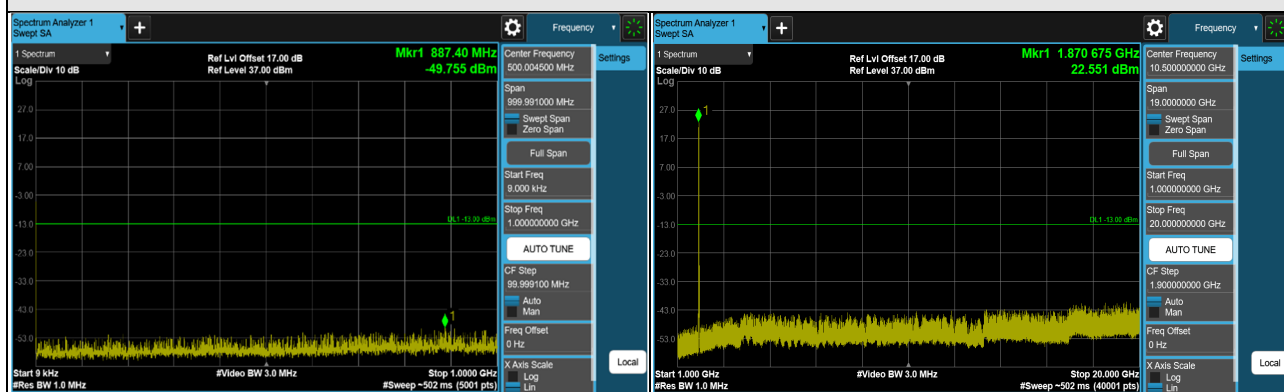 Spectrum Analyzer 1
Swept SA
Frequency
1 Spectrum
Scale/Div 10 dB
Log
Ref Lvl Offset 17.00 dB
Ref Level 37.00 dBm
Mkr1 887.40 MHz
-49.755 dBm
27.0
17.0
7.00
-3.00
-13.0
-23.0
-33.0
-43.0
-53.0
DL1 -13.00 dBm
1
Start 9 kHz
#Res BW 1.0 MHz
#Video BW 3.0 MHz
Stop 1.0000 GHz
#Sweep ~502 ms (5001 pts)
Center Frequency
500.004500 MHz
Settings
Span
999.991000 MHz
Swept Span
Zero Span
Full Span
Start Freq
9.000 kHz
Stop Freq
1.000000000 GHz
AUTO TUNE
CF Step
99.999100 MHz
Auto
Man
Freq Offset
0 Hz
X Axis Scale
Log
Lin
Local
Spectrum Analyzer 1
Swept SA
Frequency
1 Spectrum
Scale/Div 10 dB
Log
Ref Lvl Offset 17.00 dB
Ref Level 37.00 dBm
Mkr1 1.870 675 GHz
22.551 dBm
27.0
17.0
7.00
-3.00
-13.0
-23.0
-33.0
-43.0
-53.0
DL1 -13.00 dBm
1
Start 1.000 GHz
#Res BW 1.0 MHz
#Video BW 3.0 MHz
Stop 20.000 GHz
#Sweep ~502 ms (40001 pts)
Center Frequency
10.500000000 GHz
Settings
Span
19.0000000 GHz
Swept Span
Zero Span
Full Span
Start Freq
1.000000000 GHz
Stop Freq
20.000000000 GHz
AUTO TUNE
CF Step
1.900000000 GHz
Auto
Man
Freq Offset
0 Hz
X Axis Scale
Log
Lin
Local